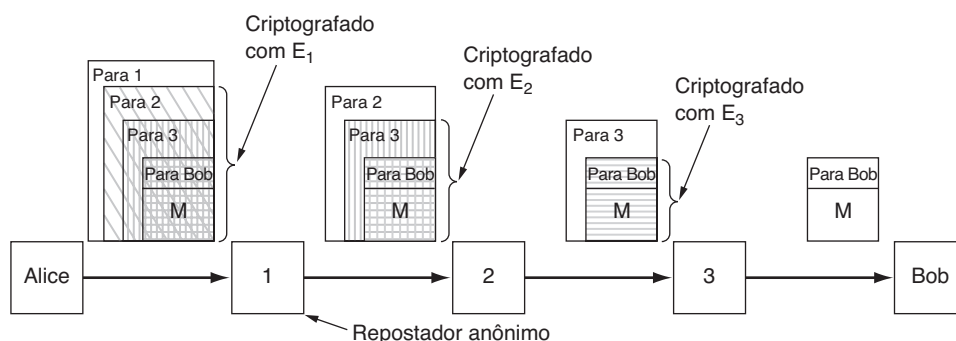 Criptografado
com E1
Criptografado
com E2
Criptografado
com E3
Para 1
Para 2
Para 3
Para Bob
M
Para 2
Para 3
Para Bob
M
Para 3
Para Bob
M
Para Bob
M
Alice
1
2
3
Bob
Repostador anônimo